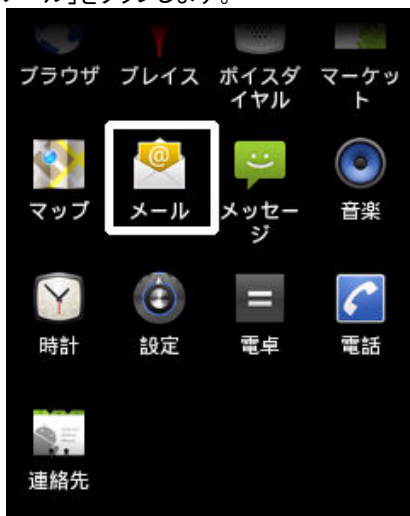 ブラウザ プレイス ボイスダ マーケッ
イヤル ト
マップ メール メッセー 音楽
ジ
時計 設定 電卓 電話
連絡先